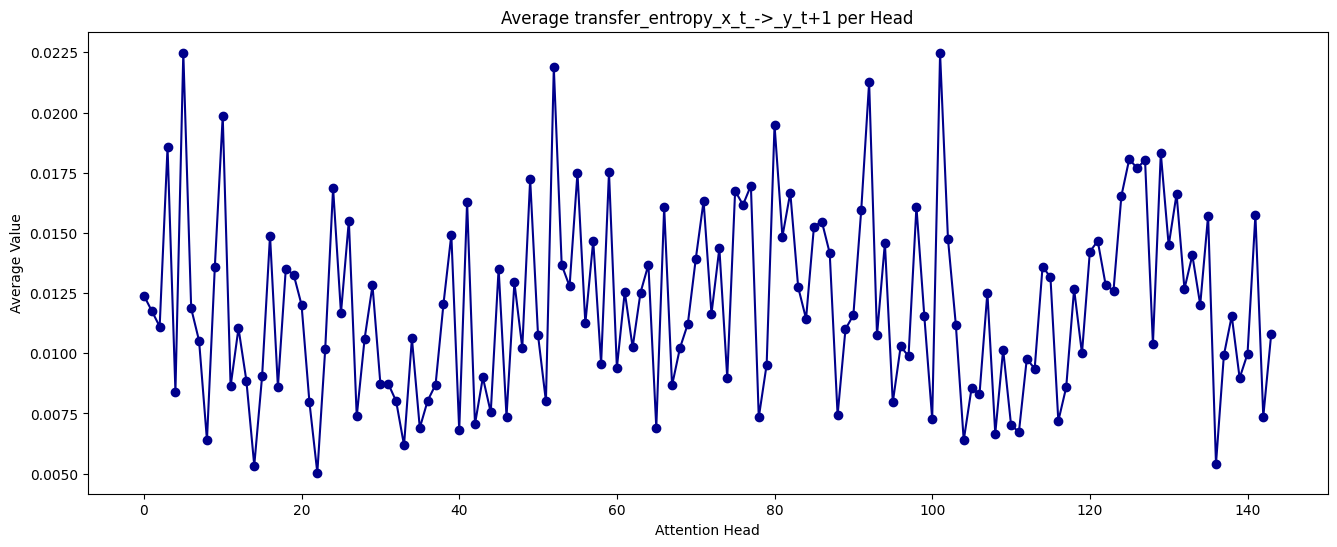 Average transfer_entropy_x_t_->_y_t+1 per Head
Average Value
0.0225
0.0200
0.0175
0.0150
0.0125
0.0100
0.0075
0.0050
0 20 40 60 80 100 120 140
Attention Head